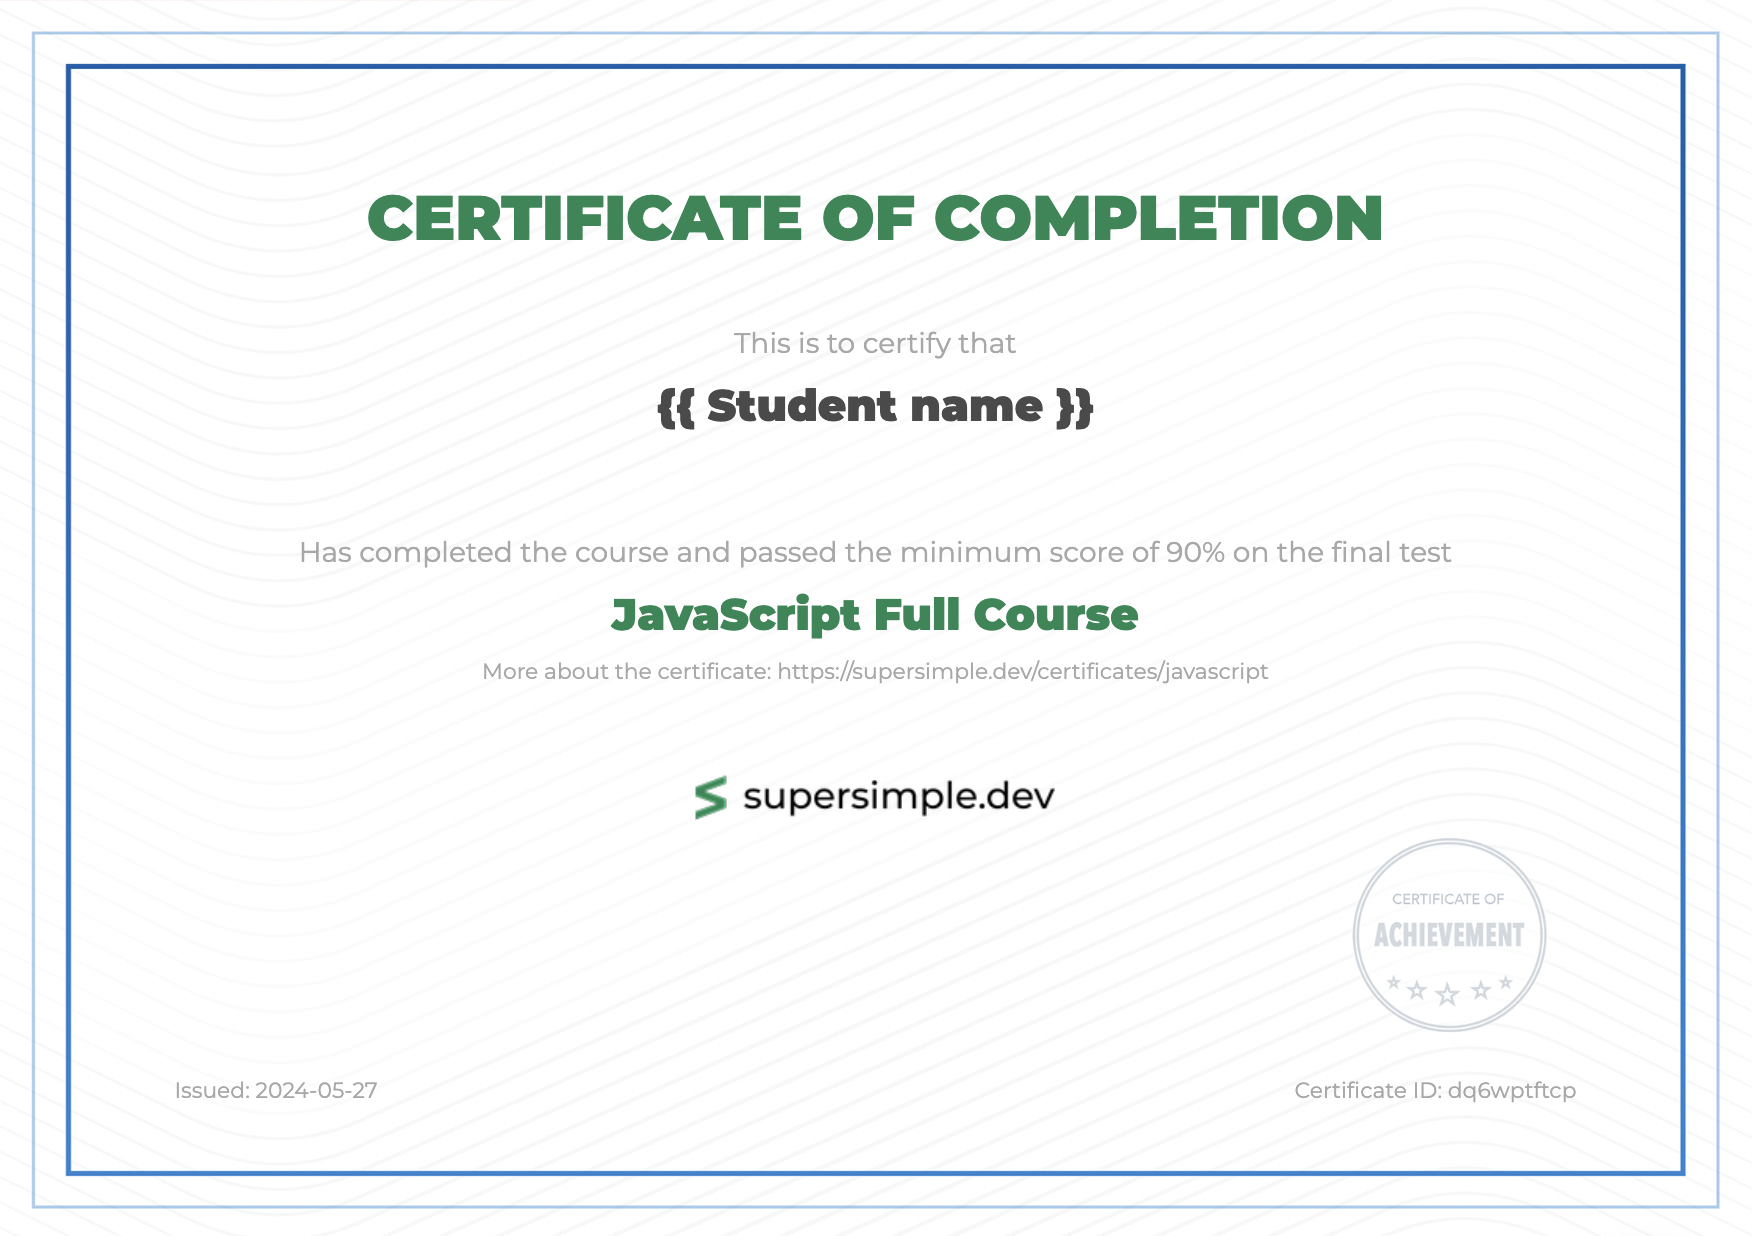 CERTIFICATE OF COMPLETION
This is to certify that
{{ Student name }}
Has completed the course and passed the minimum score of 90% on the final test
JavaScript Full Course
More about the certificate: https://supersimple.dev/certificates/javascript
supersimple.dev
CERTIFICATE OF
ACHIEVEMENT
Issued: 2024-05-27
Certificate ID: dq6wptftcp